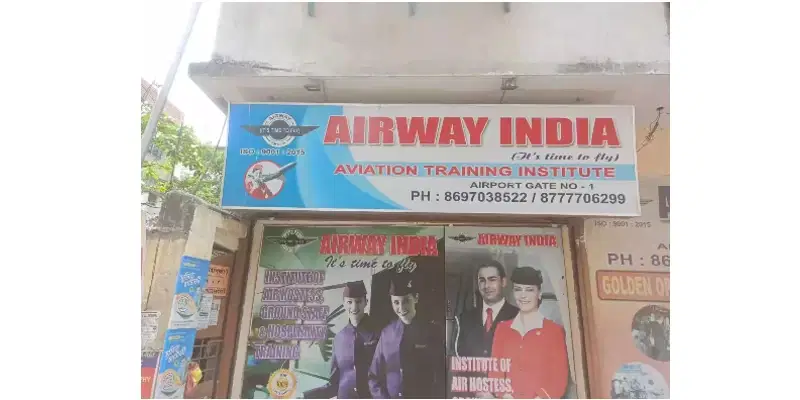 IT'S TIME TO FLY
ISO - 9001 : 2015
AIRWAY INDIA
(It's time to fly)
AVIATION TRAINING INSTITUTE
AIRPORT GATE NO - 1
PH : 8697038522 / 8777706299
AIRWAY INDIA
It's time to fly
INSTITUTE OF
AIR HOSTESS
GROUND STAFF
& HOSPITALITY
TRAINING
AIRWAY INDIA
INSTITUTE OF
AIR HOSTESS,
ISO - 9001 : 2015
PH : 86
GOLDEN OP